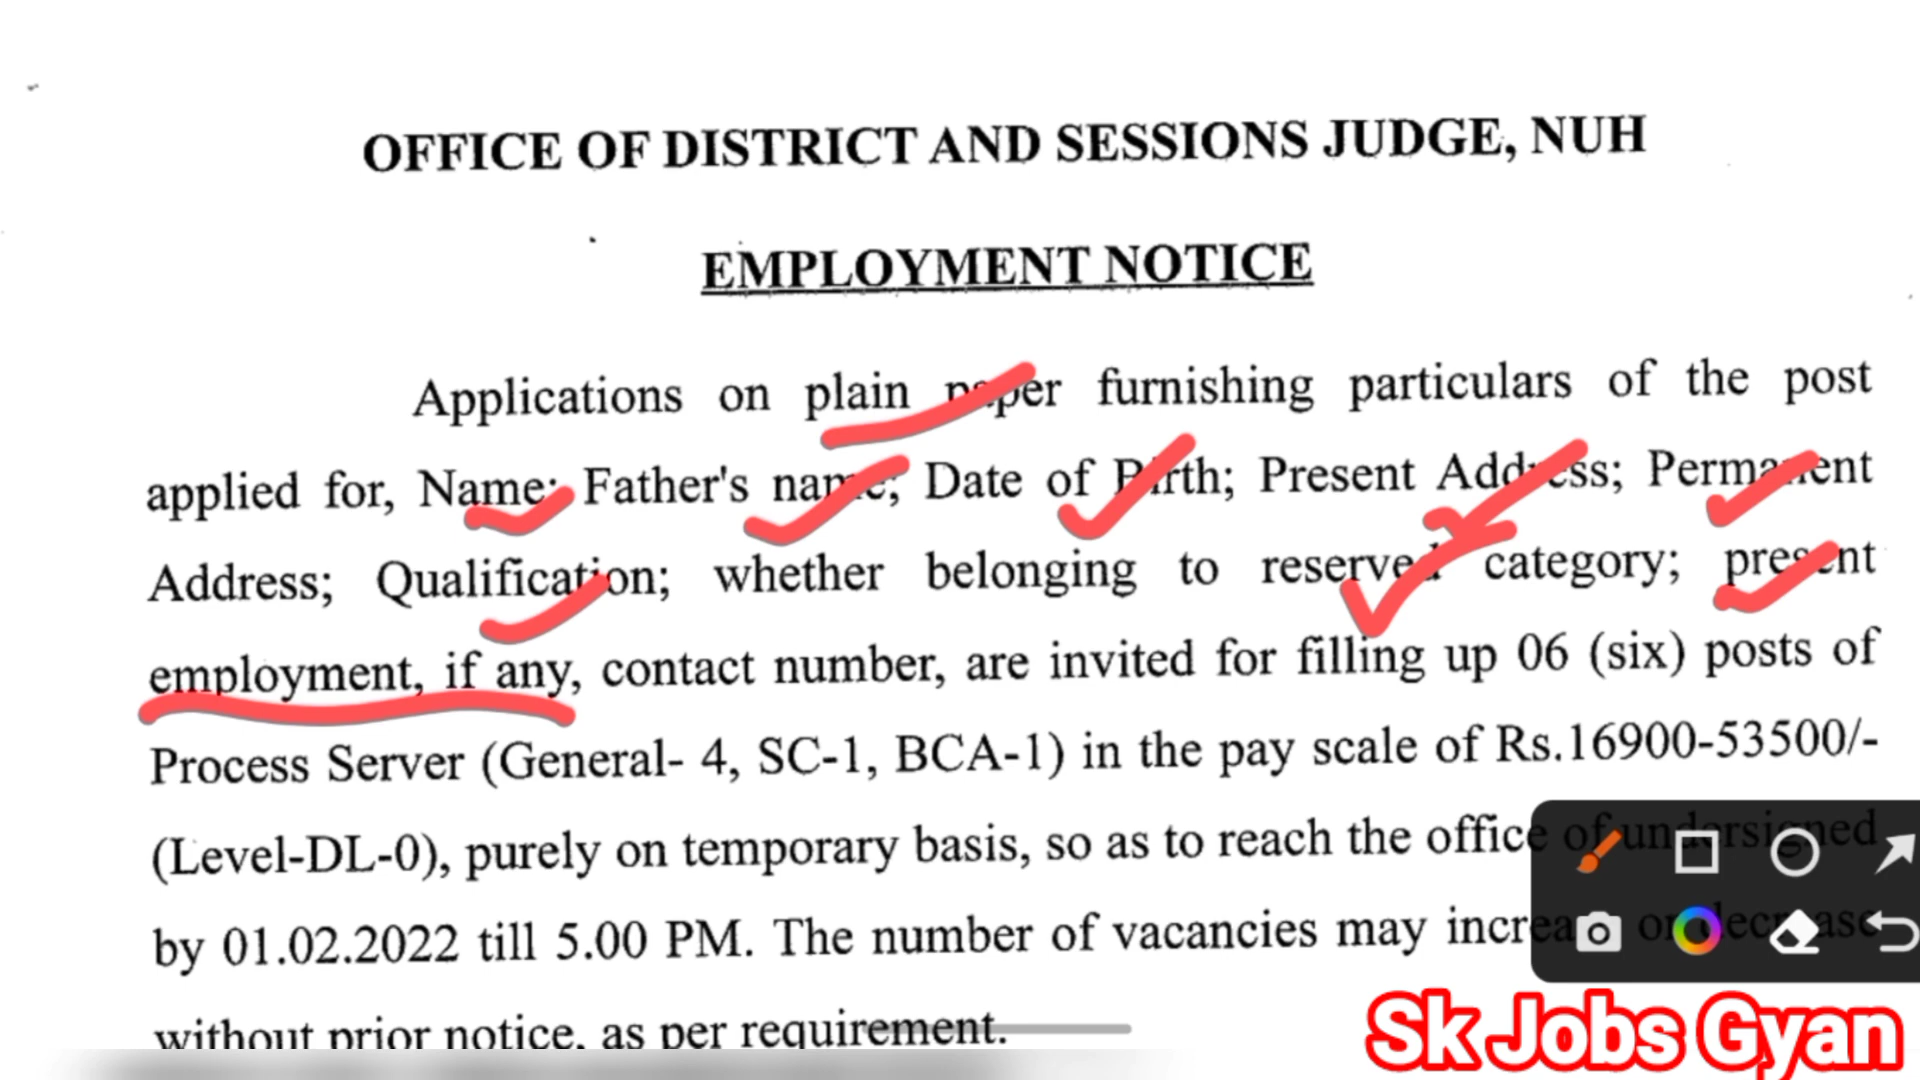 OFFICE OF DISTRICT AND SESSIONS JUDGE, NUH
EMPLOYMENT NOTICE
Applications on plain paper furnishing particulars of the post
applied for, Name; Father's name; Date of Birth; Present Address; Permanent
Address; Qualification; whether belonging to reserved category; present
employment, if any, contact number, are invited for filling up 06 (six) posts of
Process Server (General- 4, SC-1, BCA-1) in the pay scale of Rs.16900-53500/-
(Level-DL-0), purely on temporary basis, so as to reach the office of undersigned
by 01.02.2022 till 5.00 PM. The number of vacancies may increase or decrease
without prior notice, as per requirement.
Sk Jobs Gyan